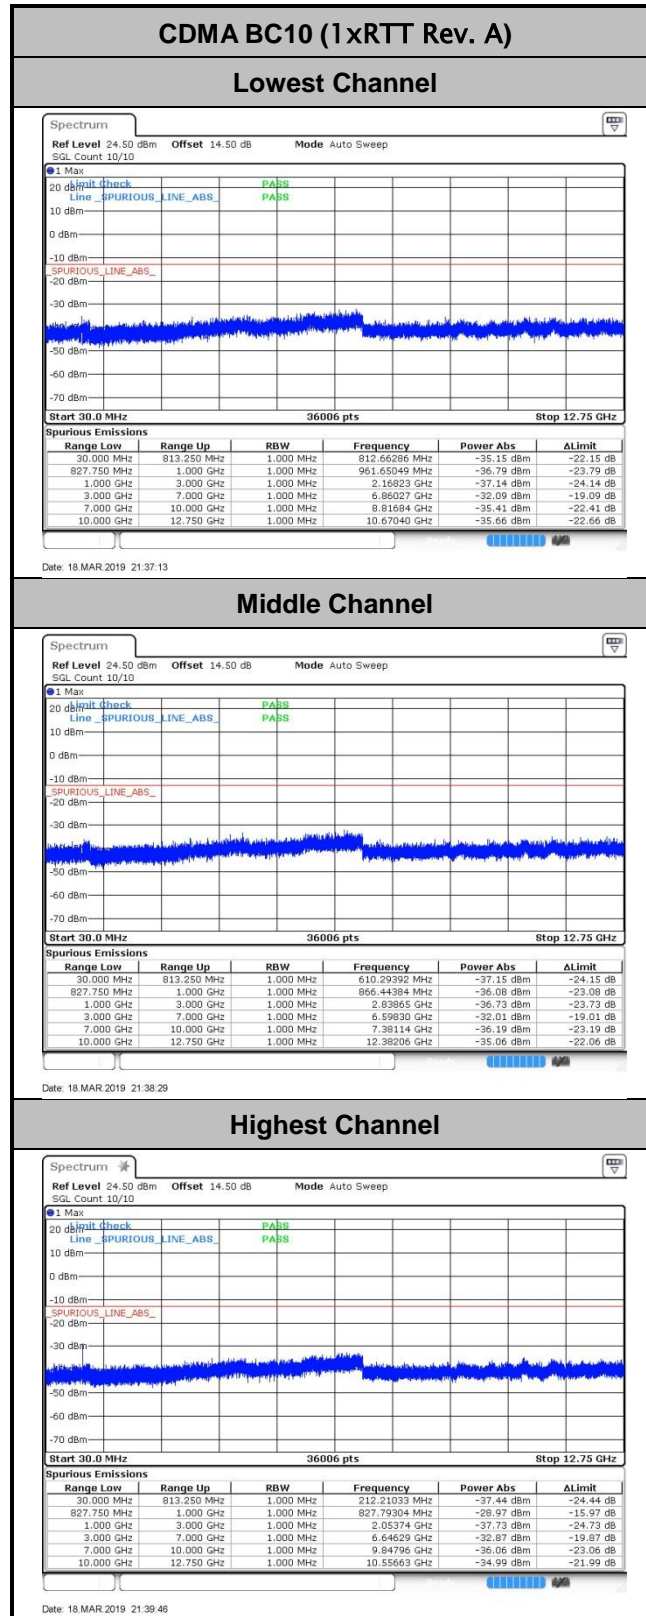 CDMA BC10 (1xRTT Rev. A)
Lowest Channel
Spectrum
Ref Level 24.50 dBm Offset 14.50 dB Mode Auto Sweep
SGL Count 10/10
1 Max
20 dBm Limit Check PASS
Line _SPURIOUS_LINE_ABS_ PASS
10 dBm
0 dBm
-10 dBm
_SPURIOUS_LINE_ABS_
-20 dBm
-30 dBm
-50 dBm
-60 dBm
-70 dBm
Start 30.0 MHz 36006 pts Stop 12.75 GHz
Spurious Emissions
Range Low Range Up RBW Frequency Power Abs ΔLimit
30.000 MHz 813.250 MHz 1.000 MHz 812.66286 MHz -35.15 dBm -22.15 dB
827.750 MHz 1.000 GHz 1.000 MHz 961.65049 MHz -36.79 dBm -23.79 dB
1.000 GHz 3.000 GHz 1.000 MHz 2.16823 GHz -37.14 dBm -24.14 dB
3.000 GHz 7.000 GHz 1.000 MHz 6.86027 GHz -32.09 dBm -19.09 dB
7.000 GHz 10.000 GHz 1.000 MHz 8.81684 GHz -35.41 dBm -22.41 dB
10.000 GHz 12.750 GHz 1.000 MHz 10.67040 GHz -35.66 dBm -22.66 dB
Date: 18.MAR.2019 21:37:13
Middle Channel
Spectrum
Ref Level 24.50 dBm Offset 14.50 dB Mode Auto Sweep
SGL Count 10/10
1 Max
20 dBm Limit Check PASS
Line _SPURIOUS_LINE_ABS_ PASS
10 dBm
0 dBm
-10 dBm
_SPURIOUS_LINE_ABS_
-20 dBm
-30 dBm
-50 dBm
-60 dBm
-70 dBm
Start 30.0 MHz 36006 pts Stop 12.75 GHz
Spurious Emissions
Range Low Range Up RBW Frequency Power Abs ΔLimit
30.000 MHz 813.250 MHz 1.000 MHz 610.29392 MHz -37.15 dBm -24.15 dB
827.750 MHz 1.000 GHz 1.000 MHz 866.44384 MHz -36.08 dBm -23.08 dB
1.000 GHz 3.000 GHz 1.000 MHz 2.83865 GHz -36.73 dBm -23.73 dB
3.000 GHz 7.000 GHz 1.000 MHz 6.59830 GHz -32.01 dBm -19.01 dB
7.000 GHz 10.000 GHz 1.000 MHz 7.38114 GHz -36.19 dBm -23.19 dB
10.000 GHz 12.750 GHz 1.000 MHz 12.38206 GHz -35.06 dBm -22.06 dB
Date: 18.MAR.2019 21:38:29
Highest Channel
Spectrum
Ref Level 24.50 dBm Offset 14.50 dB Mode Auto Sweep
SGL Count 10/10
1 Max
20 dBm Limit Check PASS
Line _SPURIOUS_LINE_ABS_ PASS
10 dBm
0 dBm
-10 dBm
_SPURIOUS_LINE_ABS_
-20 dBm
-30 dBm
-50 dBm
-60 dBm
-70 dBm
Start 30.0 MHz 36006 pts Stop 12.75 GHz
Spurious Emissions
Range Low Range Up RBW Frequency Power Abs ΔLimit
30.000 MHz 813.250 MHz 1.000 MHz 212.21033 MHz -37.44 dBm -24.44 dB
827.750 MHz 1.000 GHz 1.000 MHz 827.79304 MHz -28.97 dBm -15.97 dB
1.000 GHz 3.000 GHz 1.000 MHz 2.05374 GHz -37.73 dBm -24.73 dB
3.000 GHz 7.000 GHz 1.000 MHz 6.64629 GHz -32.87 dBm -19.87 dB
7.000 GHz 10.000 GHz 1.000 MHz 9.84796 GHz -36.06 dBm -23.06 dB
10.000 GHz 12.750 GHz 1.000 MHz 10.55663 GHz -34.99 dBm -21.99 dB
Date: 18.MAR.2019 21:39:46